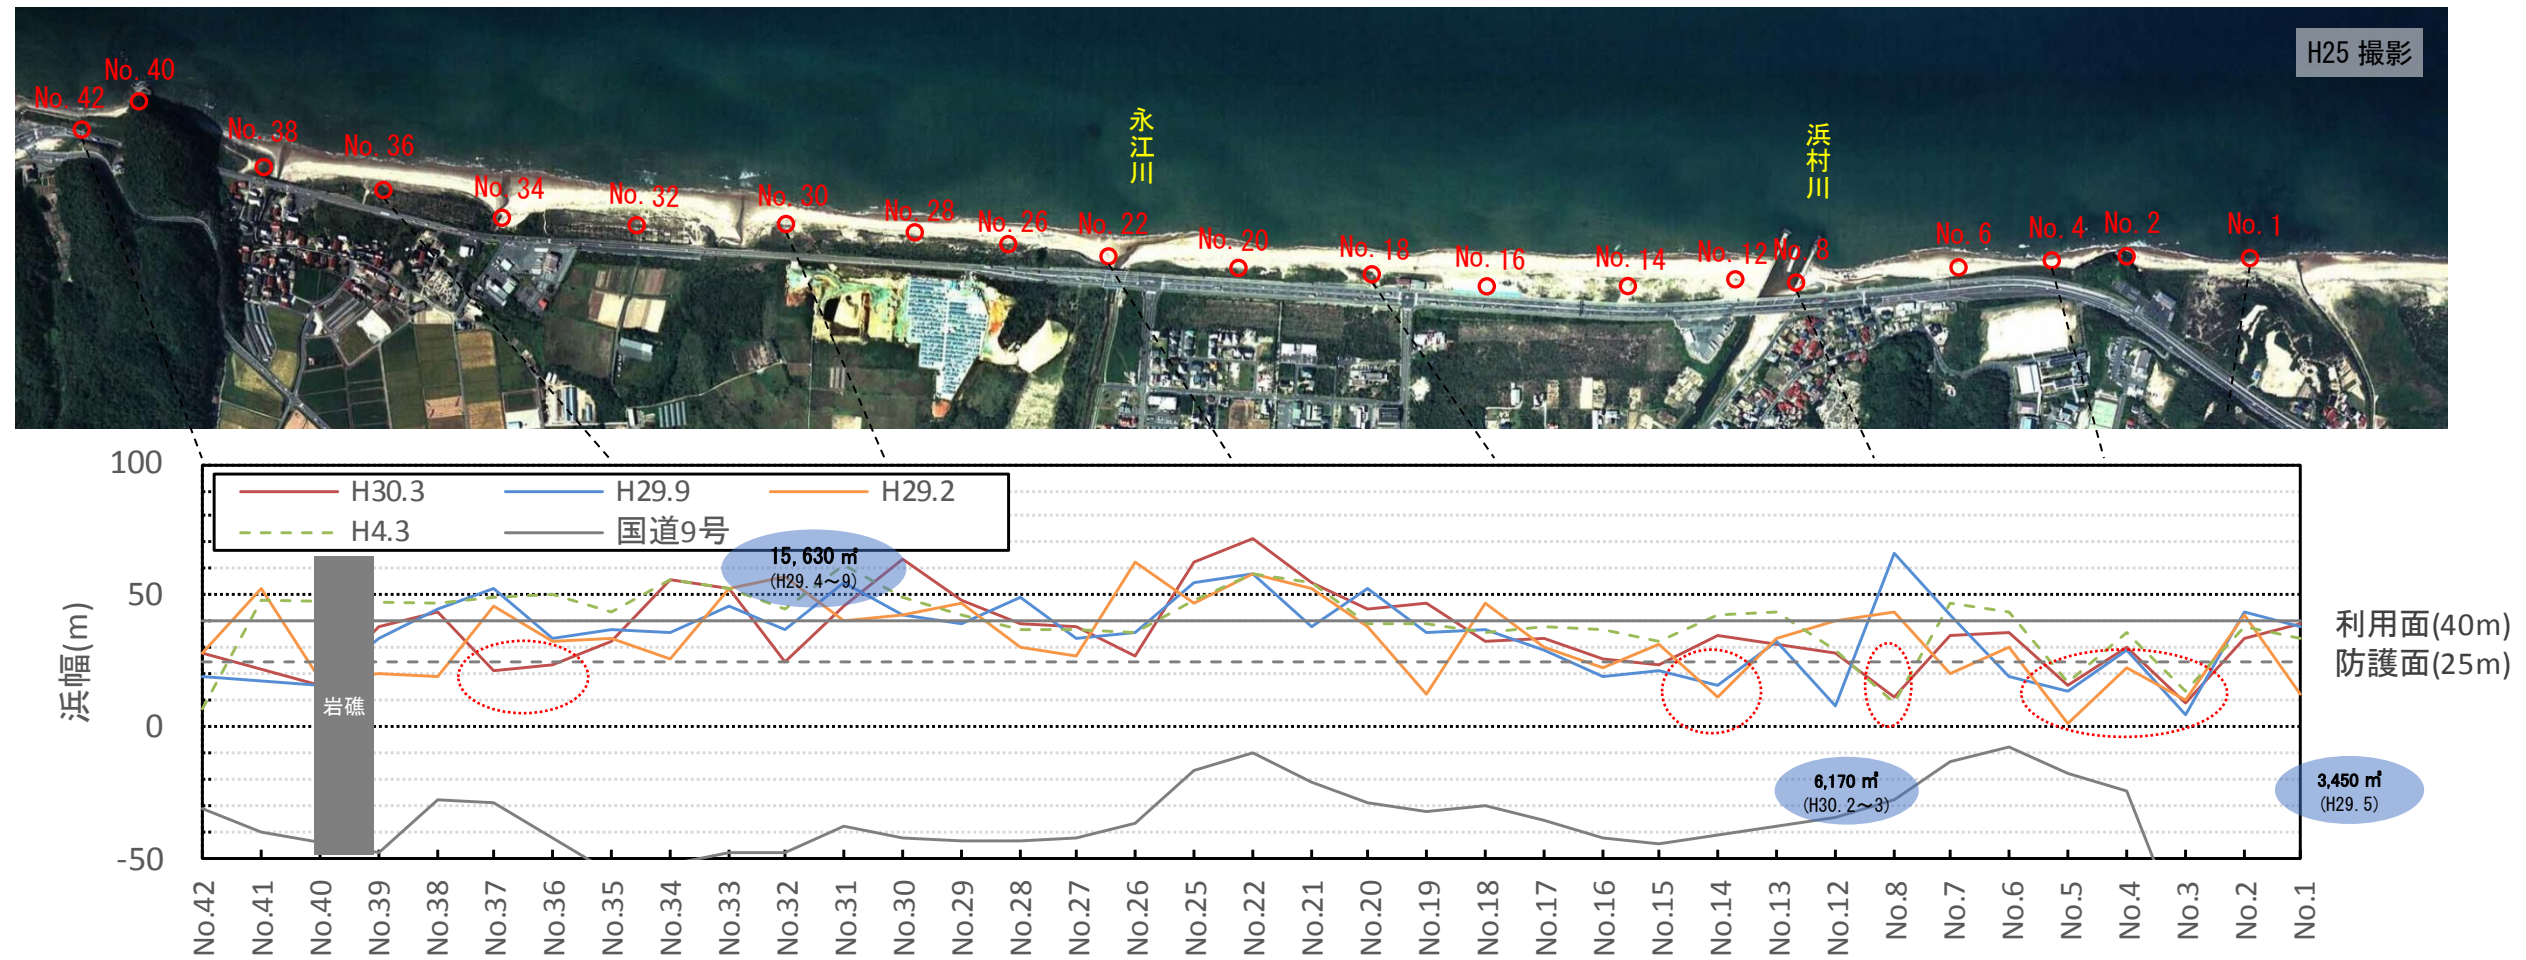 H25 撮影
No. 40
No. 42
No. 38
No. 36
No. 34
No. 32
No. 30
No. 28
No. 26
No. 22
No. 20
No. 18
No. 16
No. 14
No. 12
No. 8
No. 6
No. 4
No. 2
No. 1
永江川
浜村川
浜幅(m)
100
50
0
-50
H30.3
H29.9
H29.2
H4.3
国道9号
岩礁
15,630 ㎥
(H29.4～9)
6,170 ㎥
(H30.2～3)
3,450 ㎥
(H29.5)
利用面(40m)
防護面(25m)
No.42
No.41
No.40
No.39
No.38
No.37
No.36
No.35
No.34
No.33
No.32
No.31
No.30
No.29
No.28
No.27
No.26
No.25
No.22
No.21
No.20
No.19
No.18
No.17
No.16
No.15
No.14
No.13
No.12
No.8
No.7
No.6
No.5
No.4
No.3
No.2
No.1